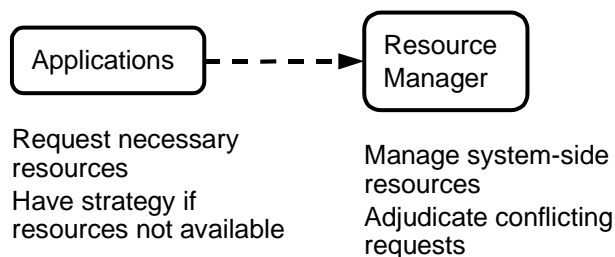 Applications
Resource
Manager
Request necessary
resources
Have strategy if
resources not available
Manage system-side
resources
Adjudicate conflicting
requests